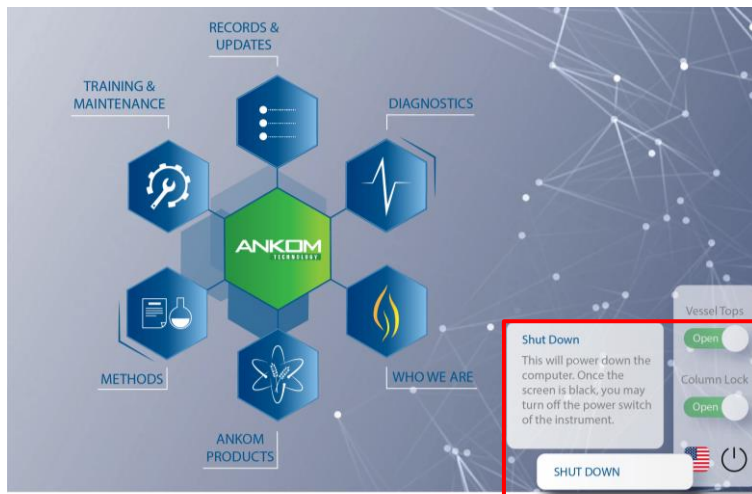 RECORDS &
UPDATES
TRAINING &
MAINTENANCE
DIAGNOSTICS
ANKOM
TECHNOLOGY
METHODS
WHO WE ARE
ANKOM
PRODUCTS
Vessel Tops
Open
Column Lock
Open
Shut Down
This will power down the
computer. Once the
screen is black, you may
turn off the power switch
of the instrument.
SHUT DOWN